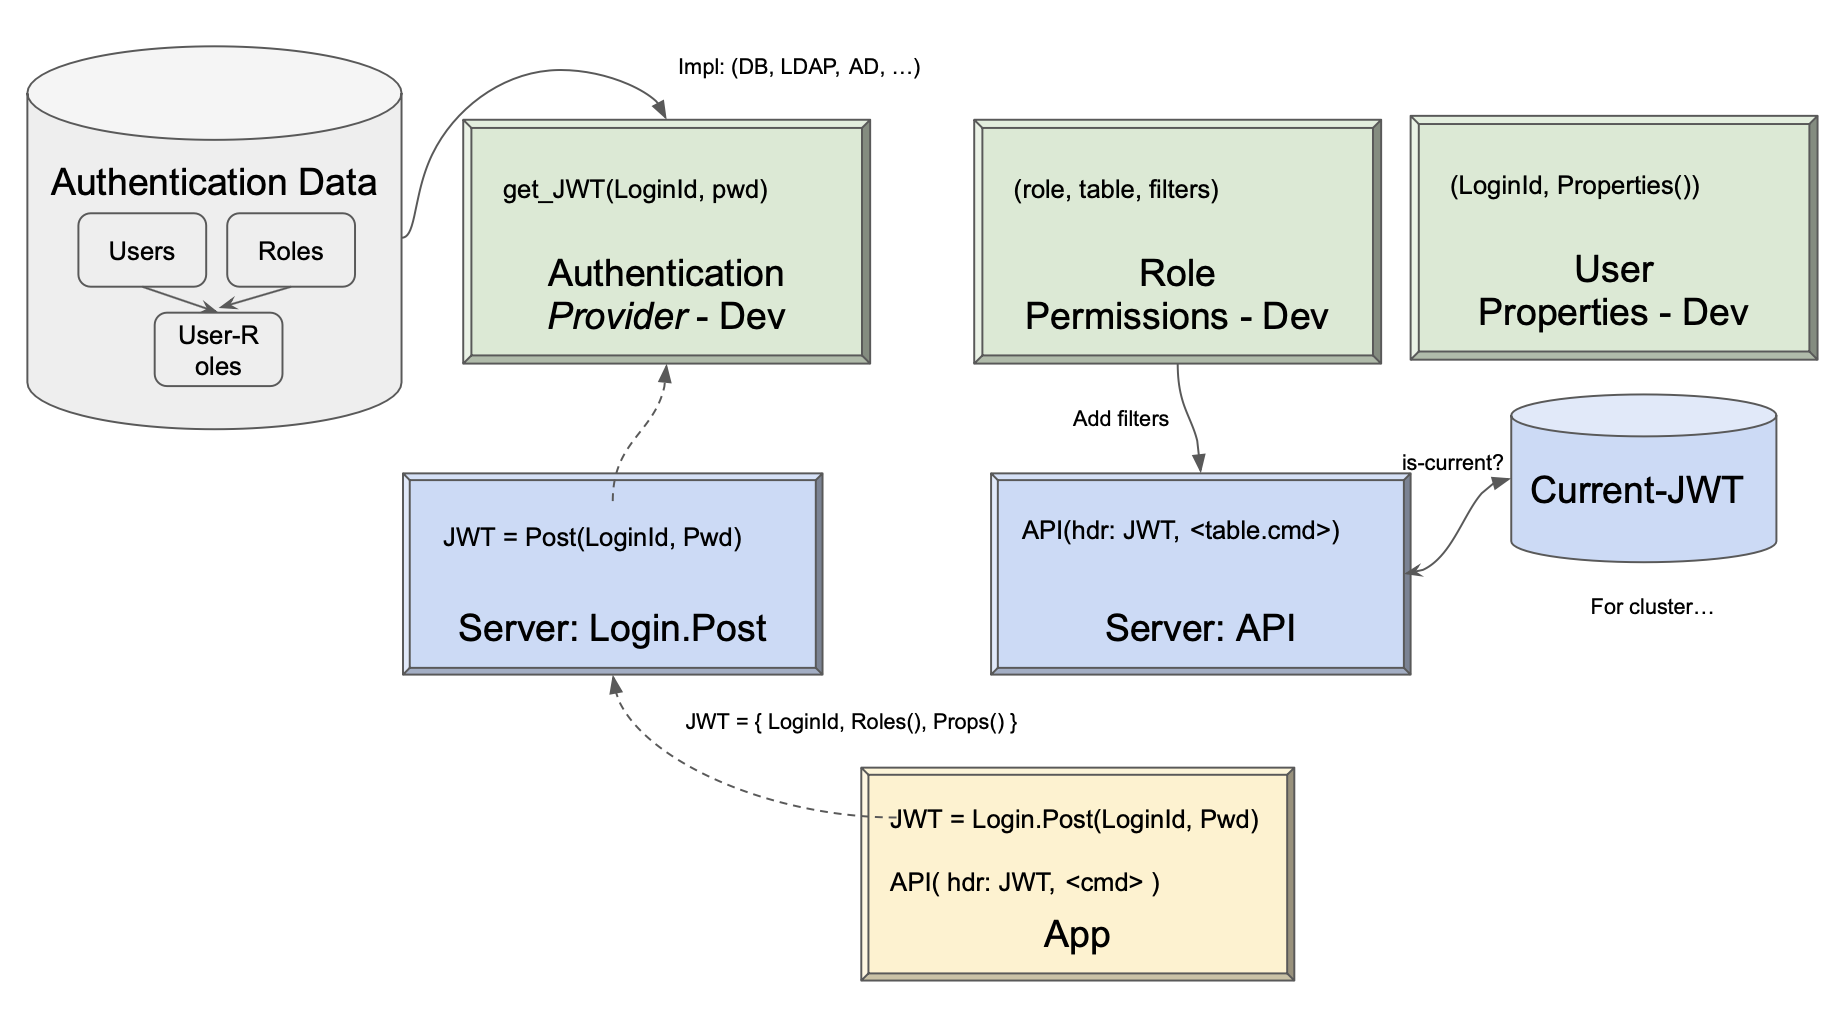 Impl: (DB, LDAP, AD, …)
Authentication Data
Users
Roles
User-R
oles
get_JWT(LoginId, pwd)
Authentication
Provider - Dev
(role, table, filters)
Role
Permissions - Dev
(LoginId, Properties())
User
Properties - Dev
Add filters
is-current?
Current-JWT
For cluster…
JWT = Post(LoginId, Pwd)
Server: Login.Post
API(hdr: JWT, <table.cmd>)
Server: API
JWT = { LoginId, Roles(), Props() }
JWT = Login.Post(LoginId, Pwd)
API( hdr: JWT, <cmd> )
App